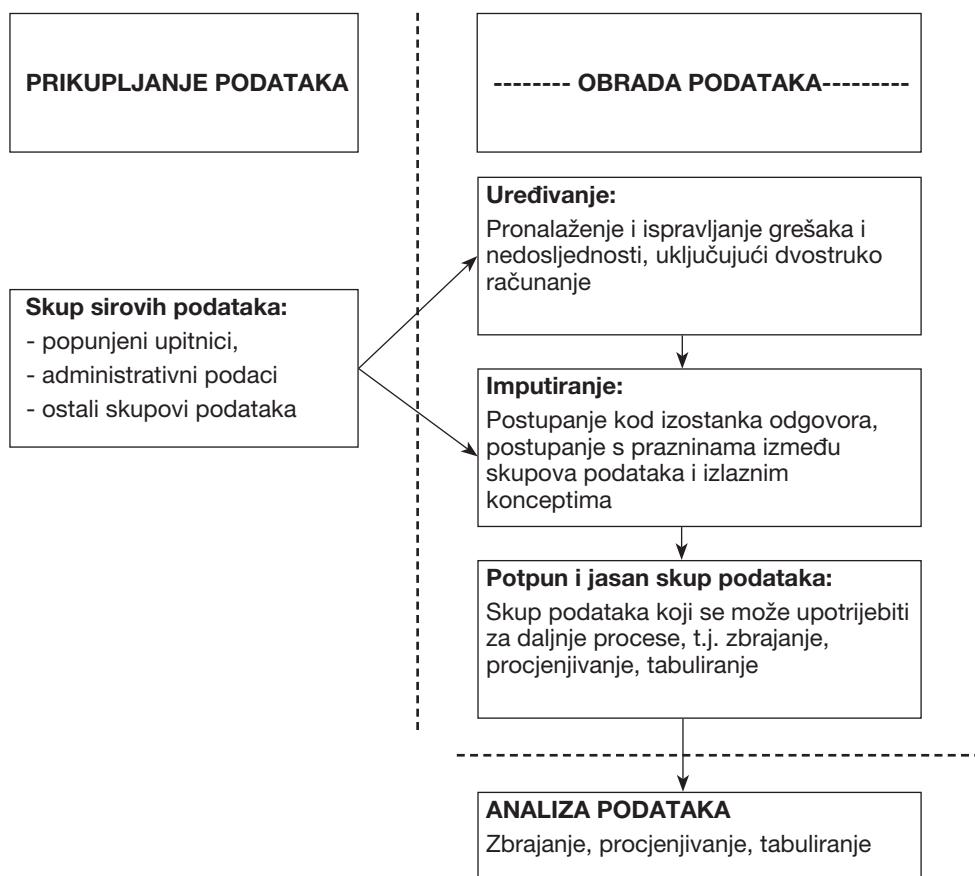 PRIKUPLJANJE PODATAKA
-------- OBRADA PODATAKA---------
Skup sirovih podataka:
- popunjeni upitnici,
- administrativni podaci
- ostali skupovi podataka
Uređivanje:
Pronalaženje i ispravljanje grešaka i
nedosljednosti, uključujući dvostruko
računanje
Imputiranje:
Postupanje kod izostanka odgovora,
postupanje s prazninama između
skupova podataka i izlaznim
konceptima
Potpun i jasan skup podataka:
Skup podataka koji se može upotrijebiti
za daljnje procese, t.j. zbrajanje,
procjenjivanje, tabuliranje
ANALIZA PODATAKA
Zbrajanje, procjenjivanje, tabuliranje